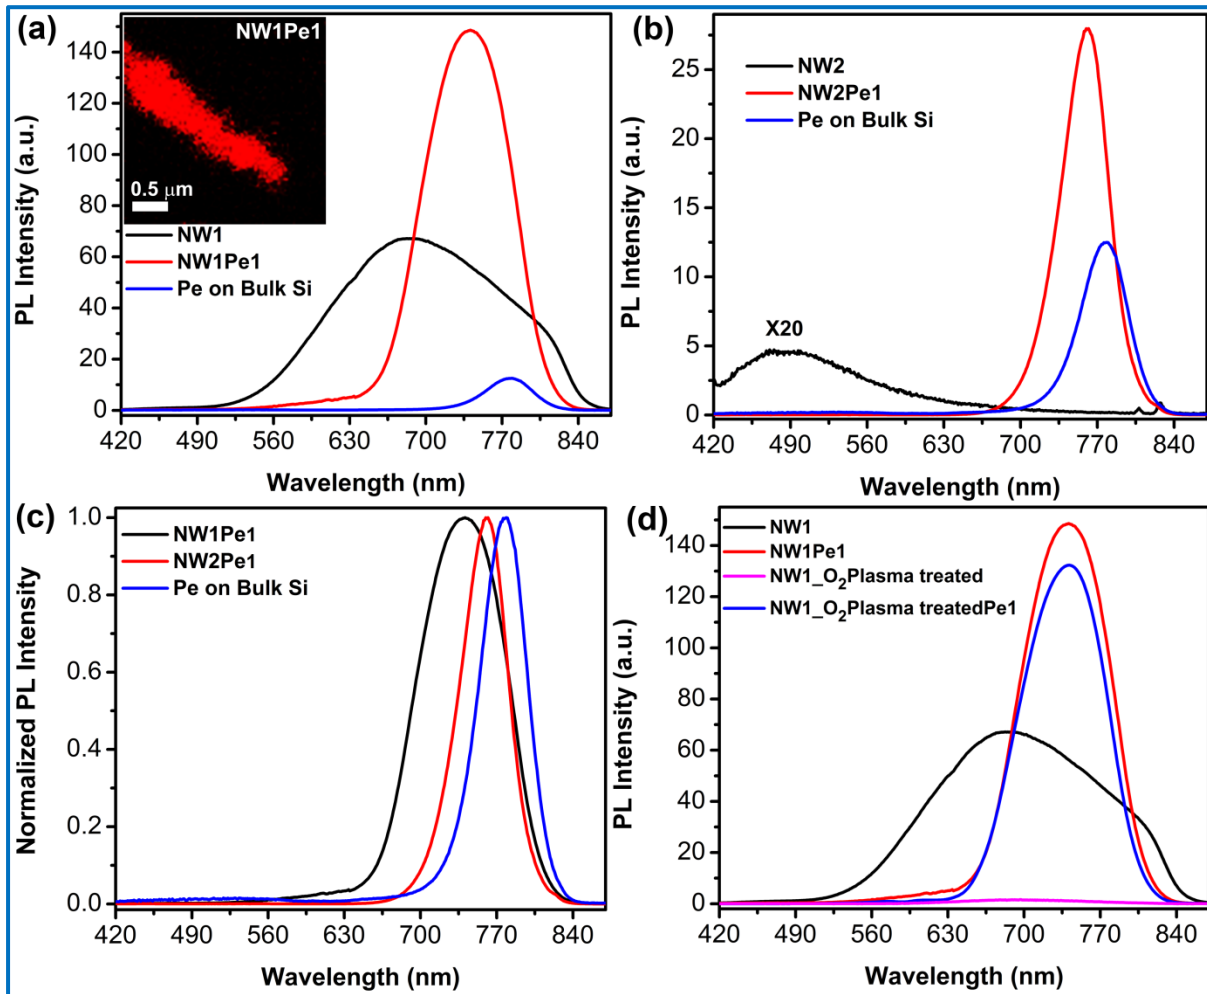 (a)
NW1Pe1
0.5 μm
NW1
NW1Pe1
Pe on Bulk Si
PL Intensity (a.u.)
0
20
40
60
80
100
120
140
420 490 560 630 700 770 840
Wavelength (nm)
(b)
NW2
NW2Pe1
Pe on Bulk Si
X20
PL Intensity (a.u.)
0
5
10
15
20
25
420 490 560 630 700 770 840
Wavelength (nm)
(c)
NW1Pe1
NW2Pe1
Pe on Bulk Si
Normalized PL Intensity
0.0
0.2
0.4
0.6
0.8
1.0
420 490 560 630 700 770 840
Wavelength (nm)
(d)
NW1
NW1Pe1
NW1_O₂Plasma treated
NW1_O₂Plasma treatedPe1
PL Intensity (a.u.)
0
20
40
60
80
100
120
140
420 490 560 630 700 770 840
Wavelength (nm)